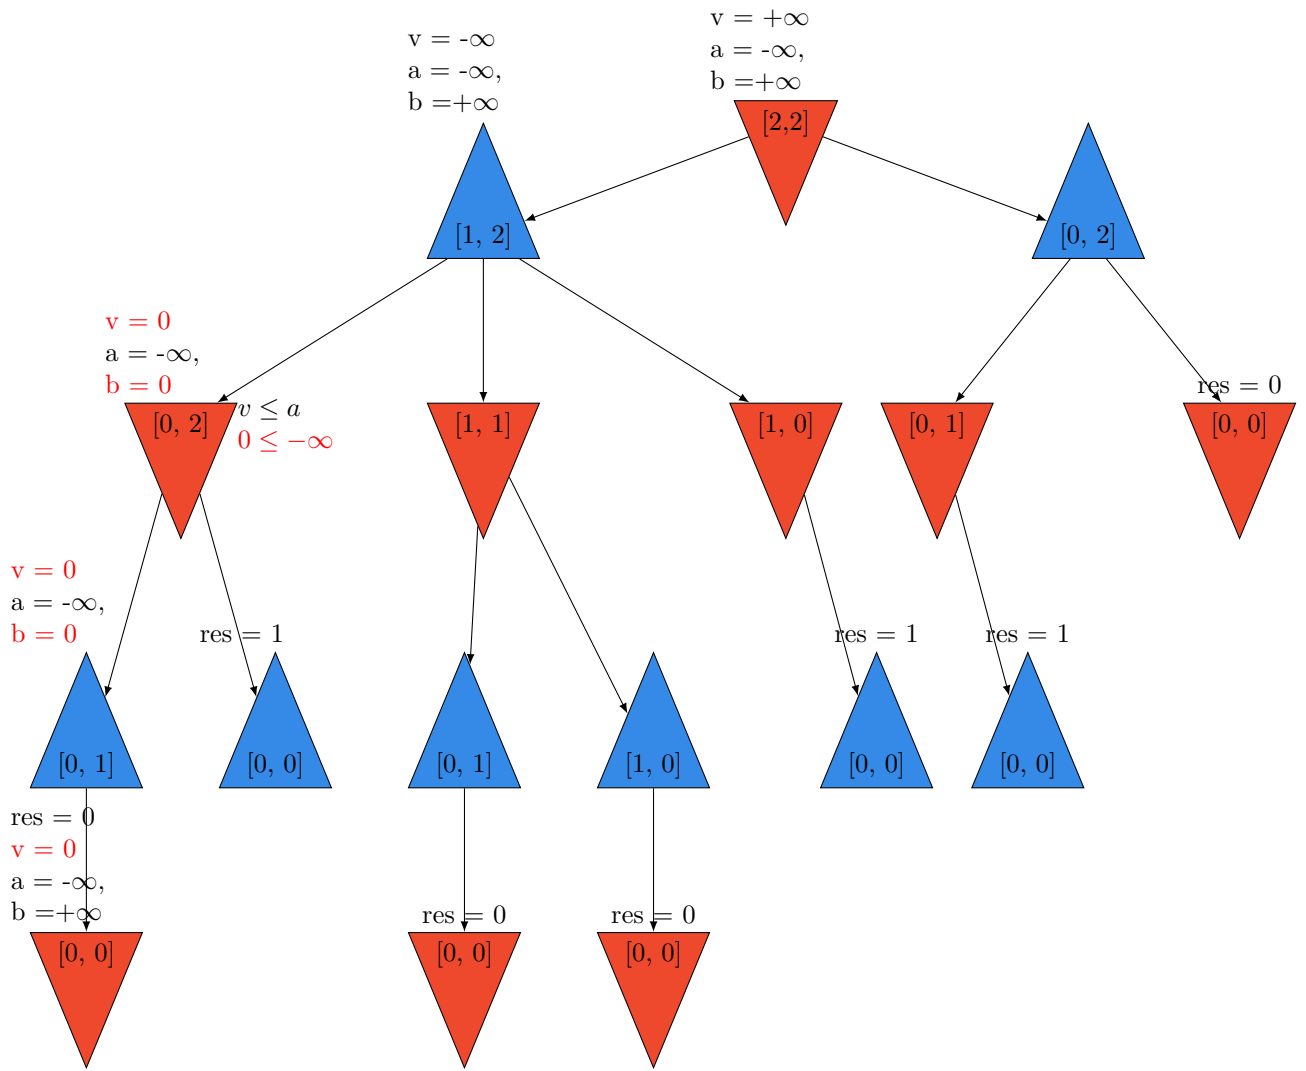 v = +∞
a = -∞,
b =+∞
[2,2]
v = -∞
a = -∞,
b =+∞
[1, 2]
[0, 2]
v = 0
a = -∞,
b = 0
[0, 2]
v ≤ a
0 ≤ −∞
[1, 1]
[1, 0]
[0, 1]
res = 0
[0, 0]
v = 0
a = -∞,
b = 0
[0, 1]
res = 1
[0, 0]
[0, 1]
[1, 0]
res = 1
[0, 0]
res = 1
[0, 0]
res = 0
v = 0
a = -∞,
b =+∞
[0, 0]
res = 0
[0, 0]
res = 0
[0, 0]